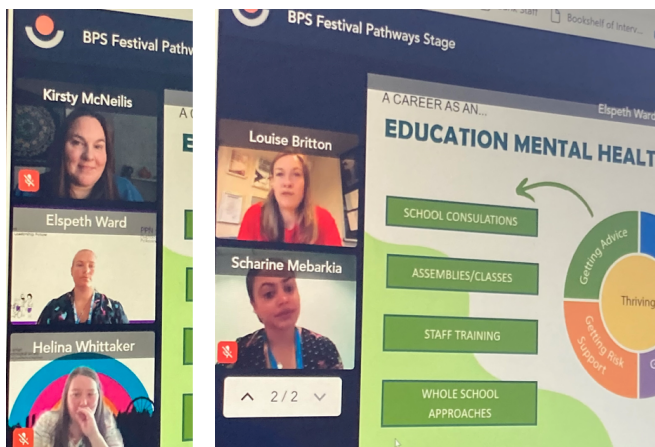 BPS Festival Pathw
Kirsty McNeilis
Elspeth Ward
Helina Whittaker
Bookshelf of Interv...
BPS Festival Pathways Stage
Louise Britton
Scharine Mebarkia
2/2
Elspeth Ward
A CAREER AS AN...
EDUCATION MENTAL HEALT
SCHOOL CONSULATIONS
ASSEMBLIES/CLASSES
STAFF TRAINING
WHOLE SCHOOL
APPROACHES
Getting Advice
Thriving
Getting Risk
Support